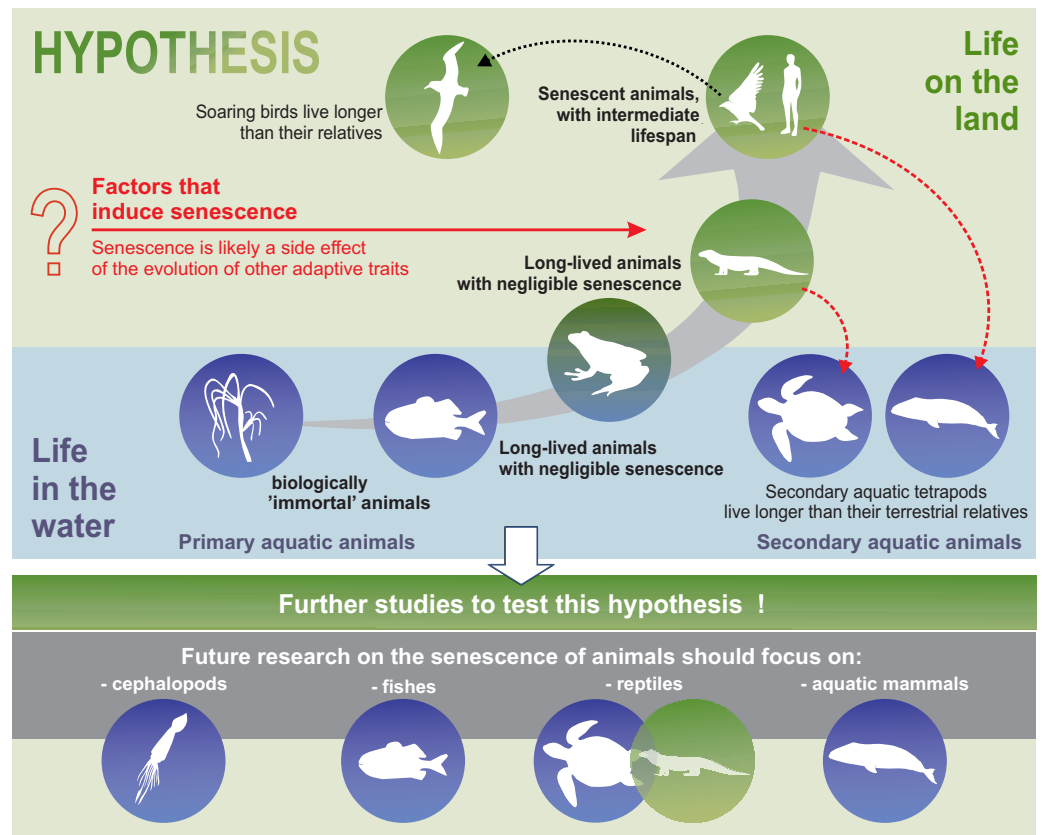 HYPOTHESIS
Life
on the
land
Soaring birds live longer
than their relatives
Senescent animals,
with intermediate
lifespan
?
Factors that
induce senescence
Senescence is likely a side effect
of the evolution of other adaptive traits
Long-lived animals
with negligible senescence
Life
in the
water
biologically
’immortal’ animals
Long-lived animals
with negligible senescence
Secondary aquatic tetrapods
live longer than their terrestrial relatives
Primary aquatic animals
Secondary aquatic animals
Further studies to test this hypothesis !
Future research on the senescence of animals should focus on:
- cephalopods
- fishes
- reptiles
- aquatic mammals